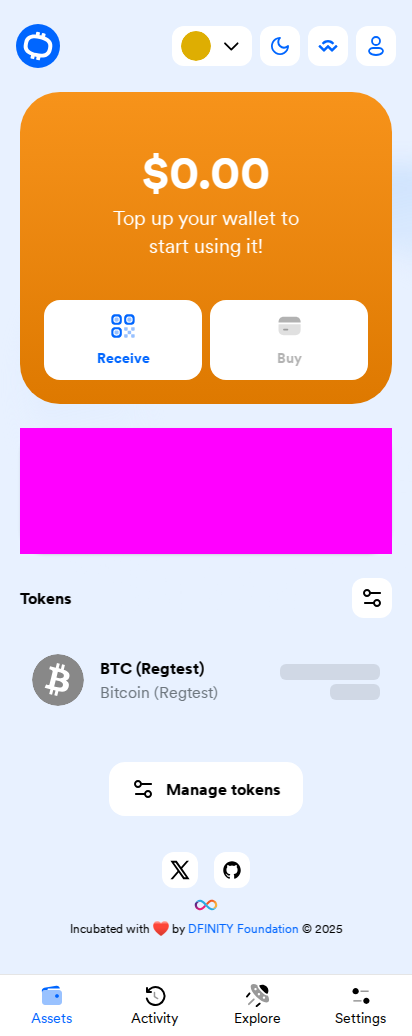 $0.00
Top up your wallet to
start using it!
Receive
Buy
Tokens
BTC (Regtest)
Bitcoin (Regtest)
Manage tokens
Incubated with ❤️ by DFINITY Foundation © 2025
Assets
Activity
Explore
Settings